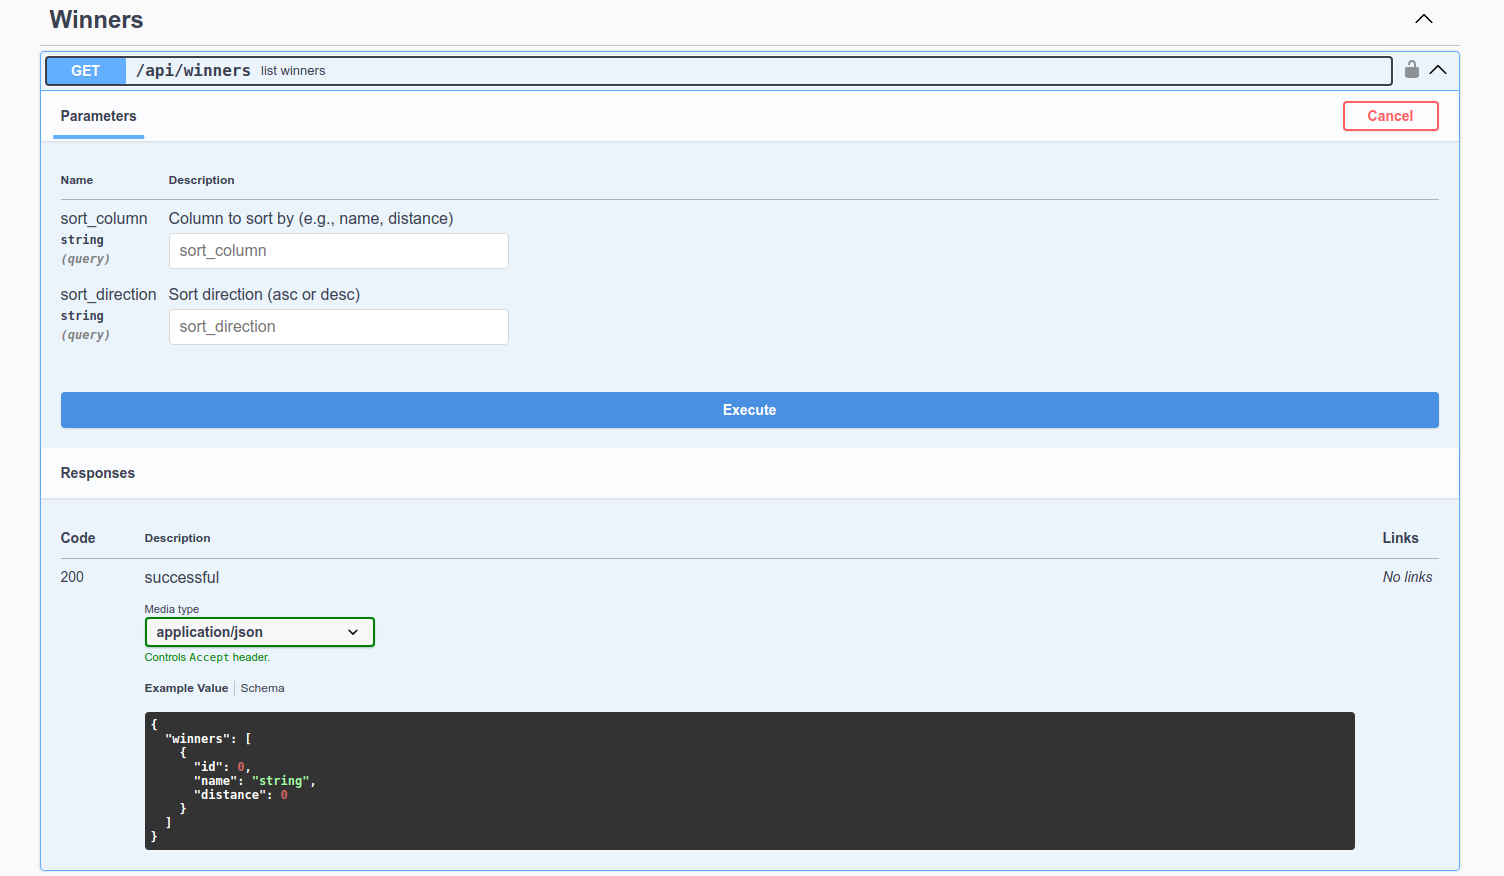 Winners
GET /api/winners list winners
Parameters
Cancel
Name Description
sort_column Column to sort by (e.g., name, distance)
string
(query)
sort_column
sort_direction Sort direction (asc or desc)
string
(query)
sort_direction
Execute
Responses
Code Description Links
200 successful No links
Media type
application/json
Controls Accept header.
Example Value Schema
{
  "winners": [
    {
      "id": 0,
      "name": "string",
      "distance": 0
    }
  ]
}